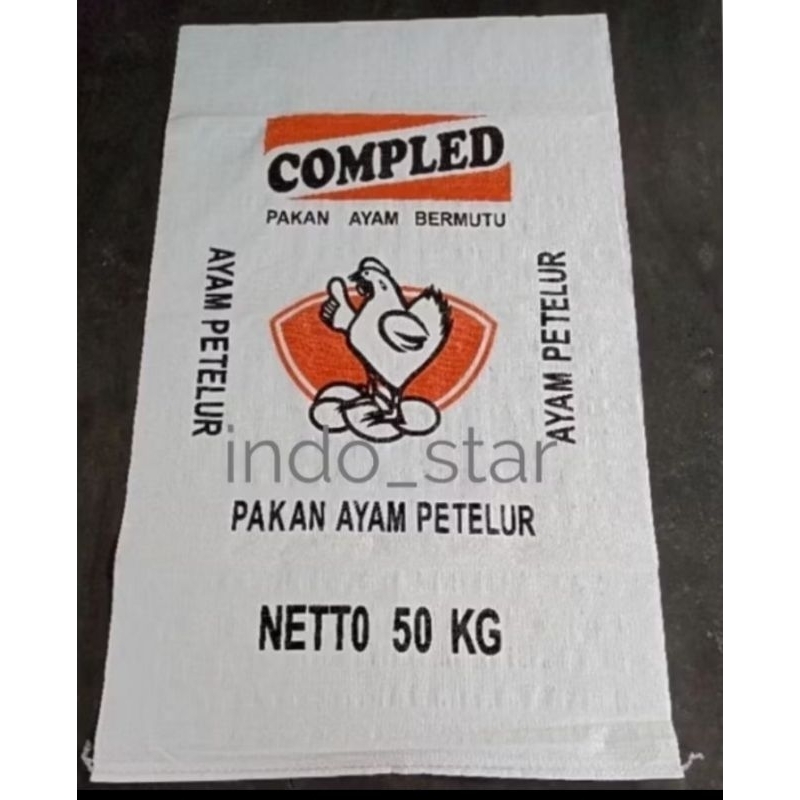 COMPLED
PAKAN AYAM BERMUTU
AYAM PETELUR
AYAM PETELUR
indo_star
PAKAN AYAM PETELUR
NETTO 50 KG